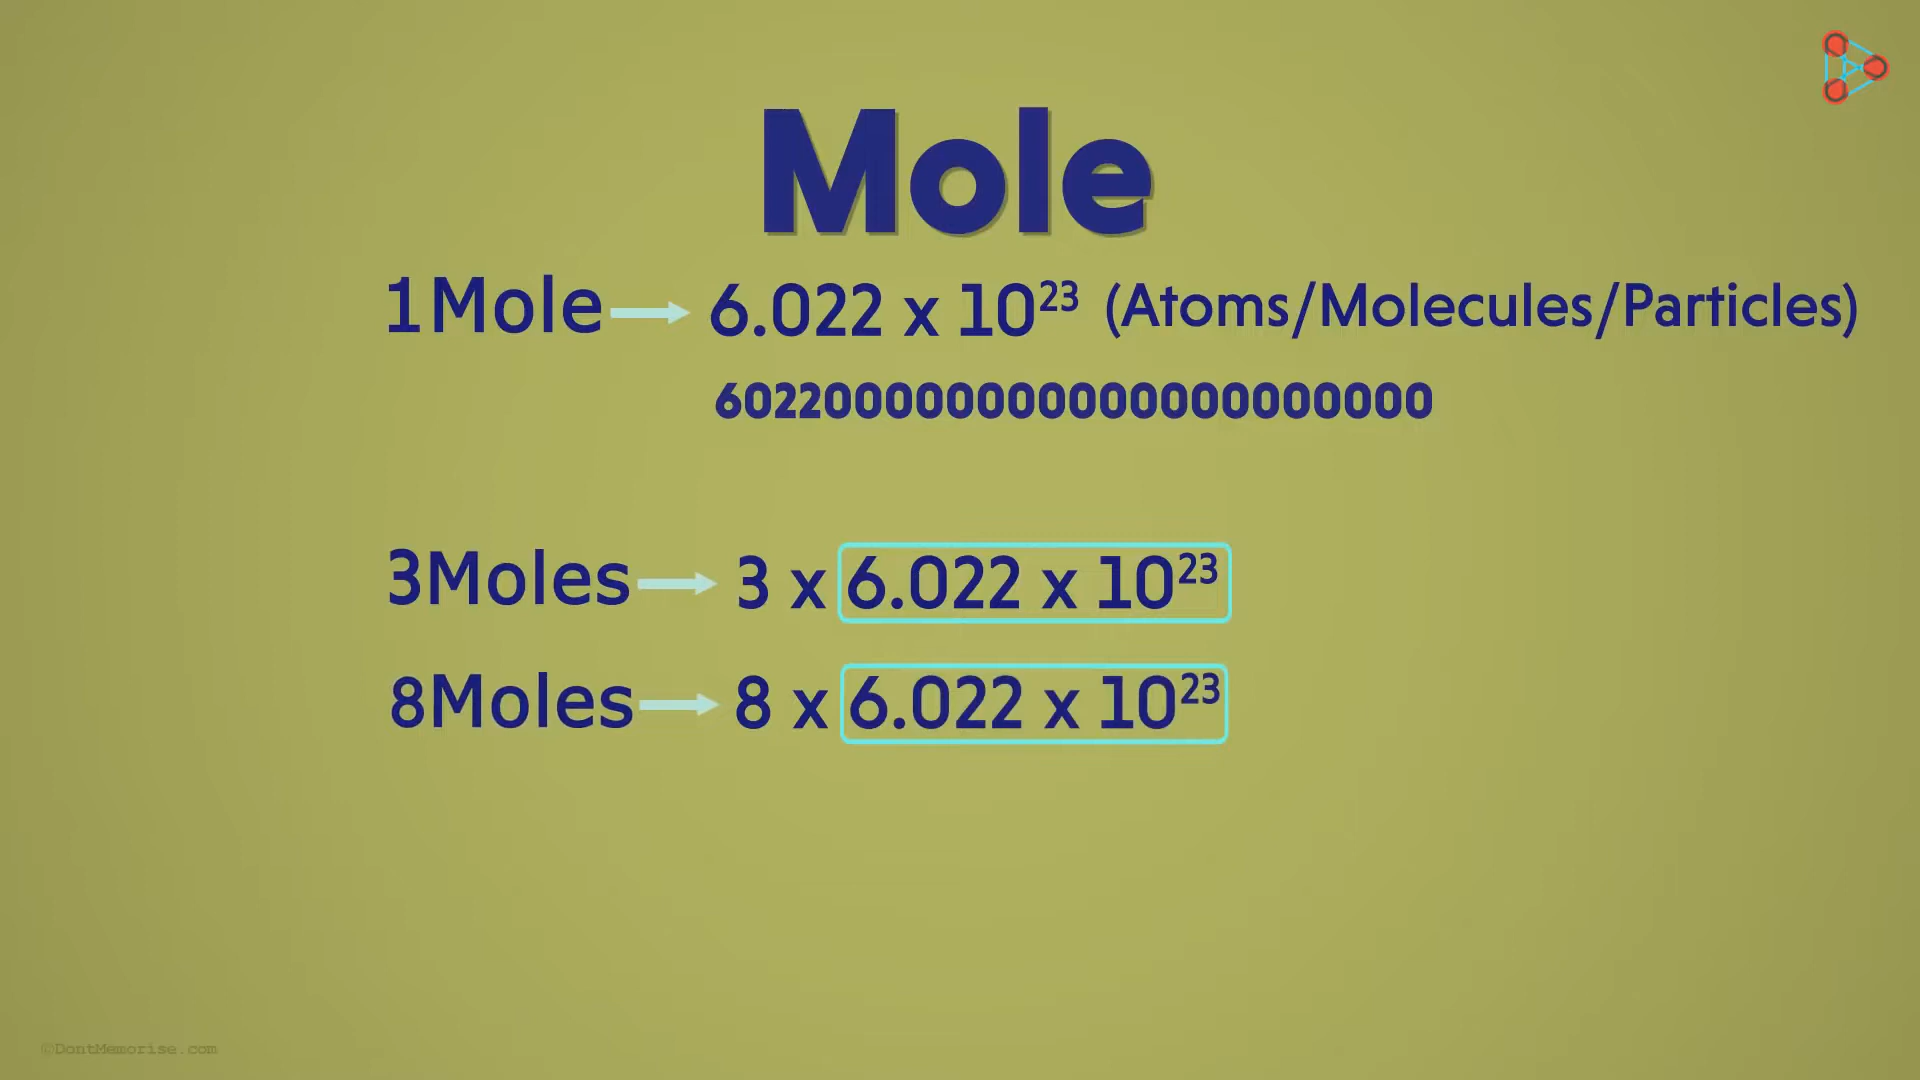 Mole
1Mole → 6.022 x 10²³ (Atoms/Molecules/Particles)
602200000000000000000000
3Moles → 3 x 6.022 x 10²³
8Moles → 8 x 6.022 x 10²³
©DontMemorise.com